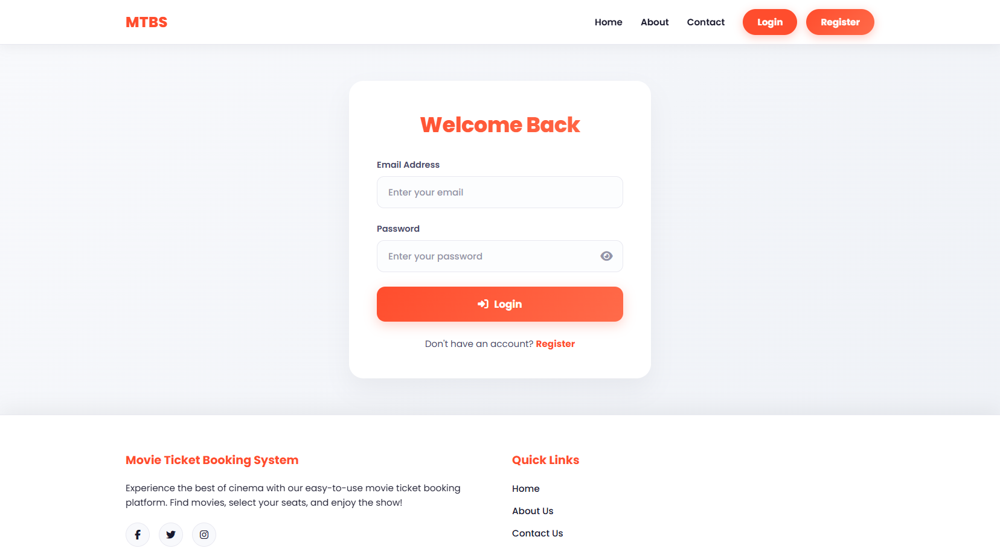 MTBS
Home
About
Contact
Login
Register
Welcome Back
Email Address
Enter your email
Password
Enter your password
Login
Don't have an account? Register
Movie Ticket Booking System
Experience the best of cinema with our easy-to-use movie ticket booking
platform. Find movies, select your seats, and enjoy the show!
Quick Links
Home
About Us
Contact Us